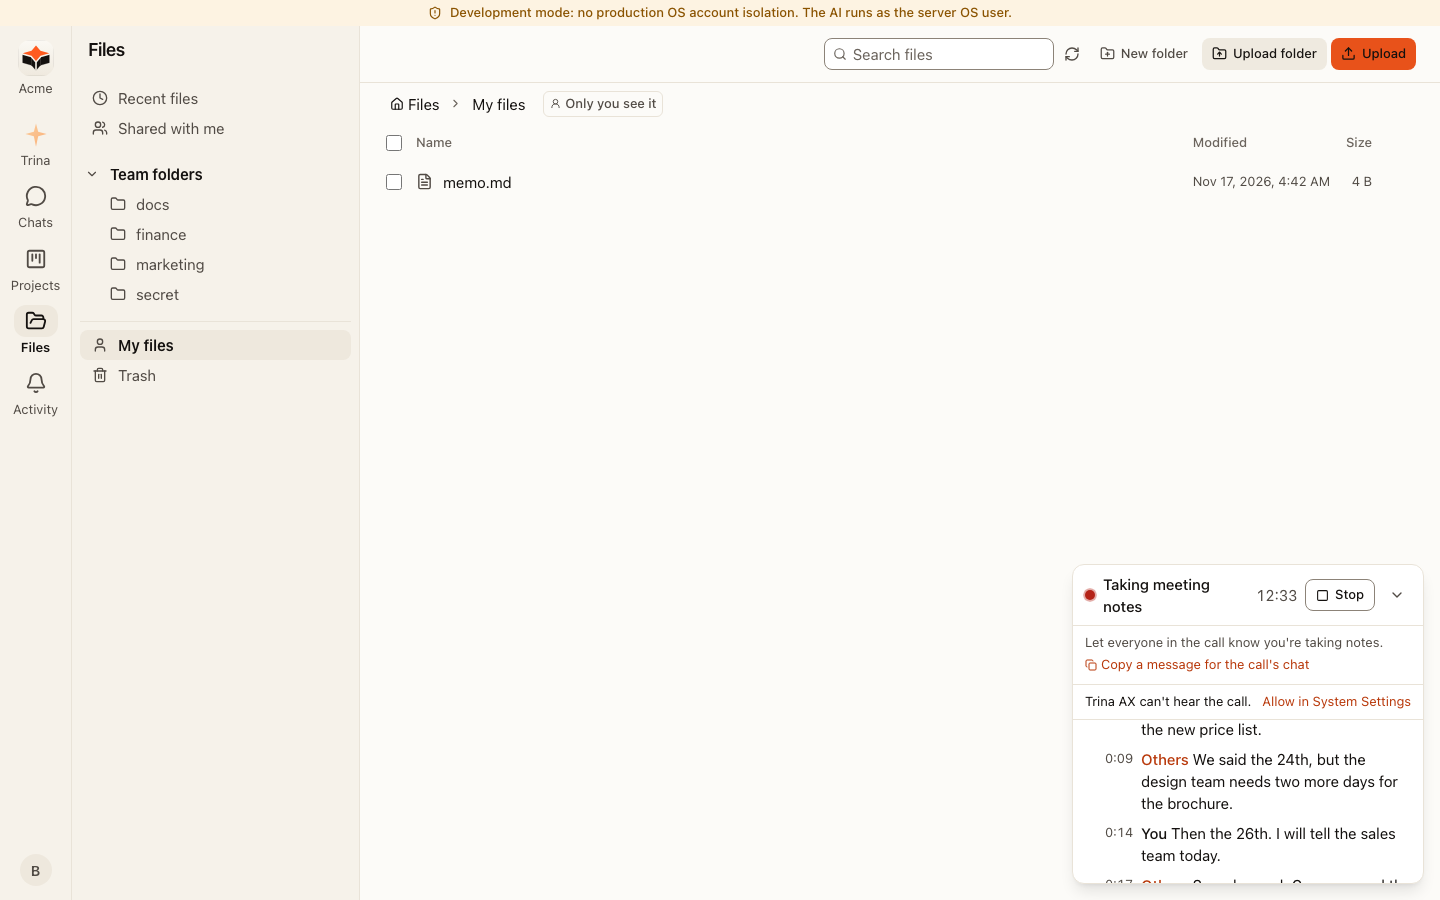 Development mode: no production OS account isolation. The AI runs as the server OS user.
Acme
Trina
Chats
Projects
Files
Activity
B
Files
Recent files
Shared with me
Team folders
docs
finance
marketing
secret
My files
Trash
Search files
New folder
Upload folder
Upload
Files
My files
Only you see it
Name
Modified
Size
memo.md
Nov 17, 2026, 4:42 AM
4 B
Taking meeting
notes
12:33
Stop
Let everyone in the call know you're taking notes.
Copy a message for the call's chat
Trina AX can't hear the call. Allow in System Settings
the new price list.
0:09 Others We said the 24th, but the
design team needs two more days for
the brochure.
0:14 You Then the 26th. I will tell the sales
team today.